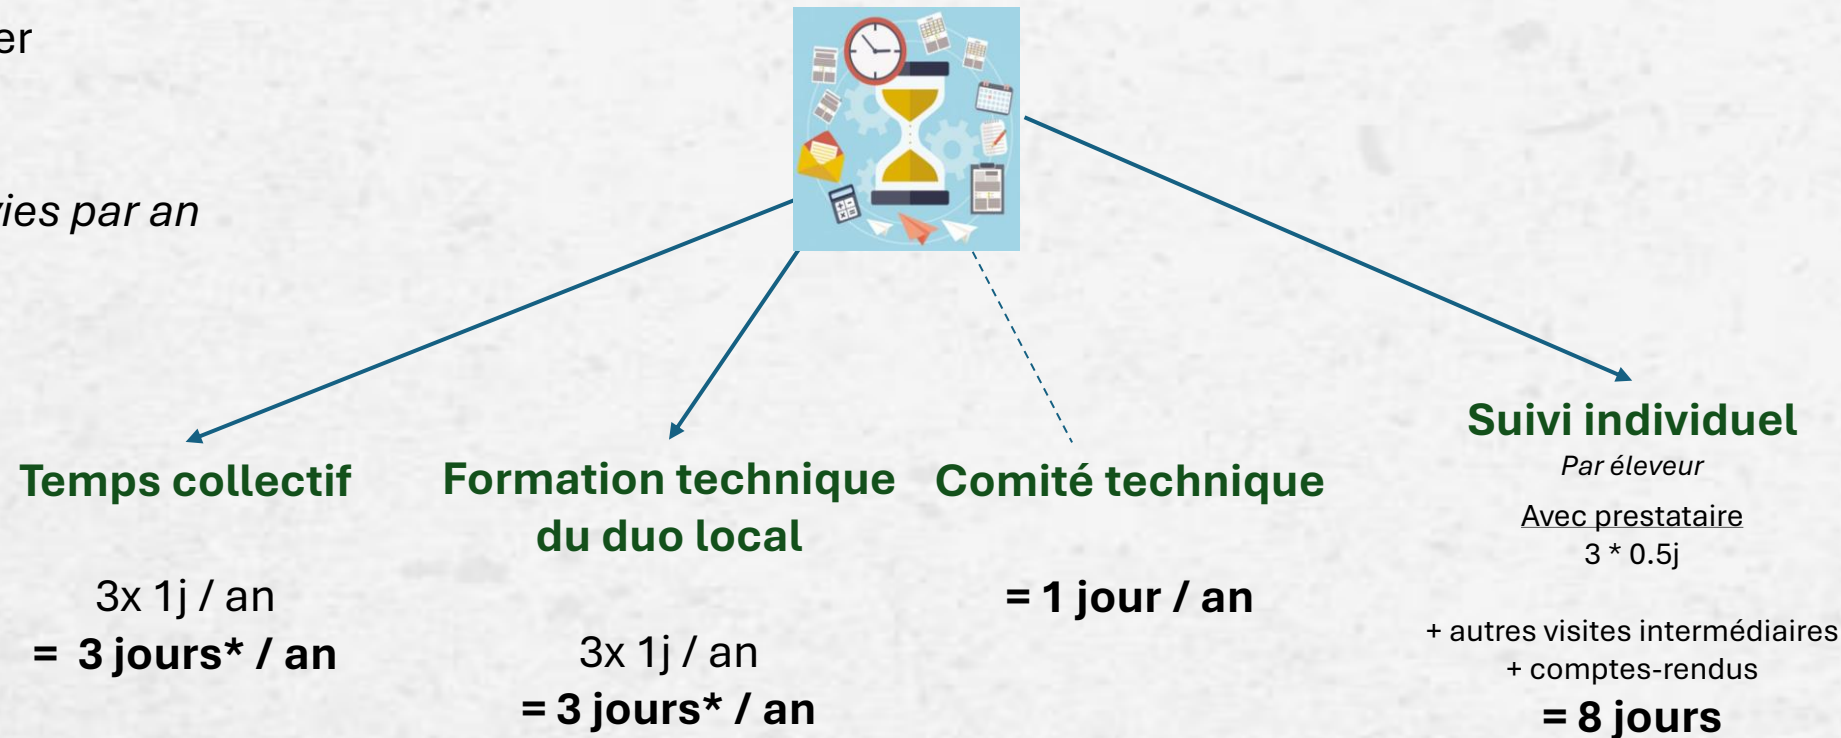 er
vies par an
Temps collectif
3x 1j / an
= 3 jours* / an
Formation technique
du duo local
3x 1j / an
= 3 jours* / an
Comité technique
= 1 jour / an
Suivi individuel
Par éleveur
Avec prestataire
3 * 0.5j
+ autres visites intermédiaires
+ comptes-rendus
= 8 jours